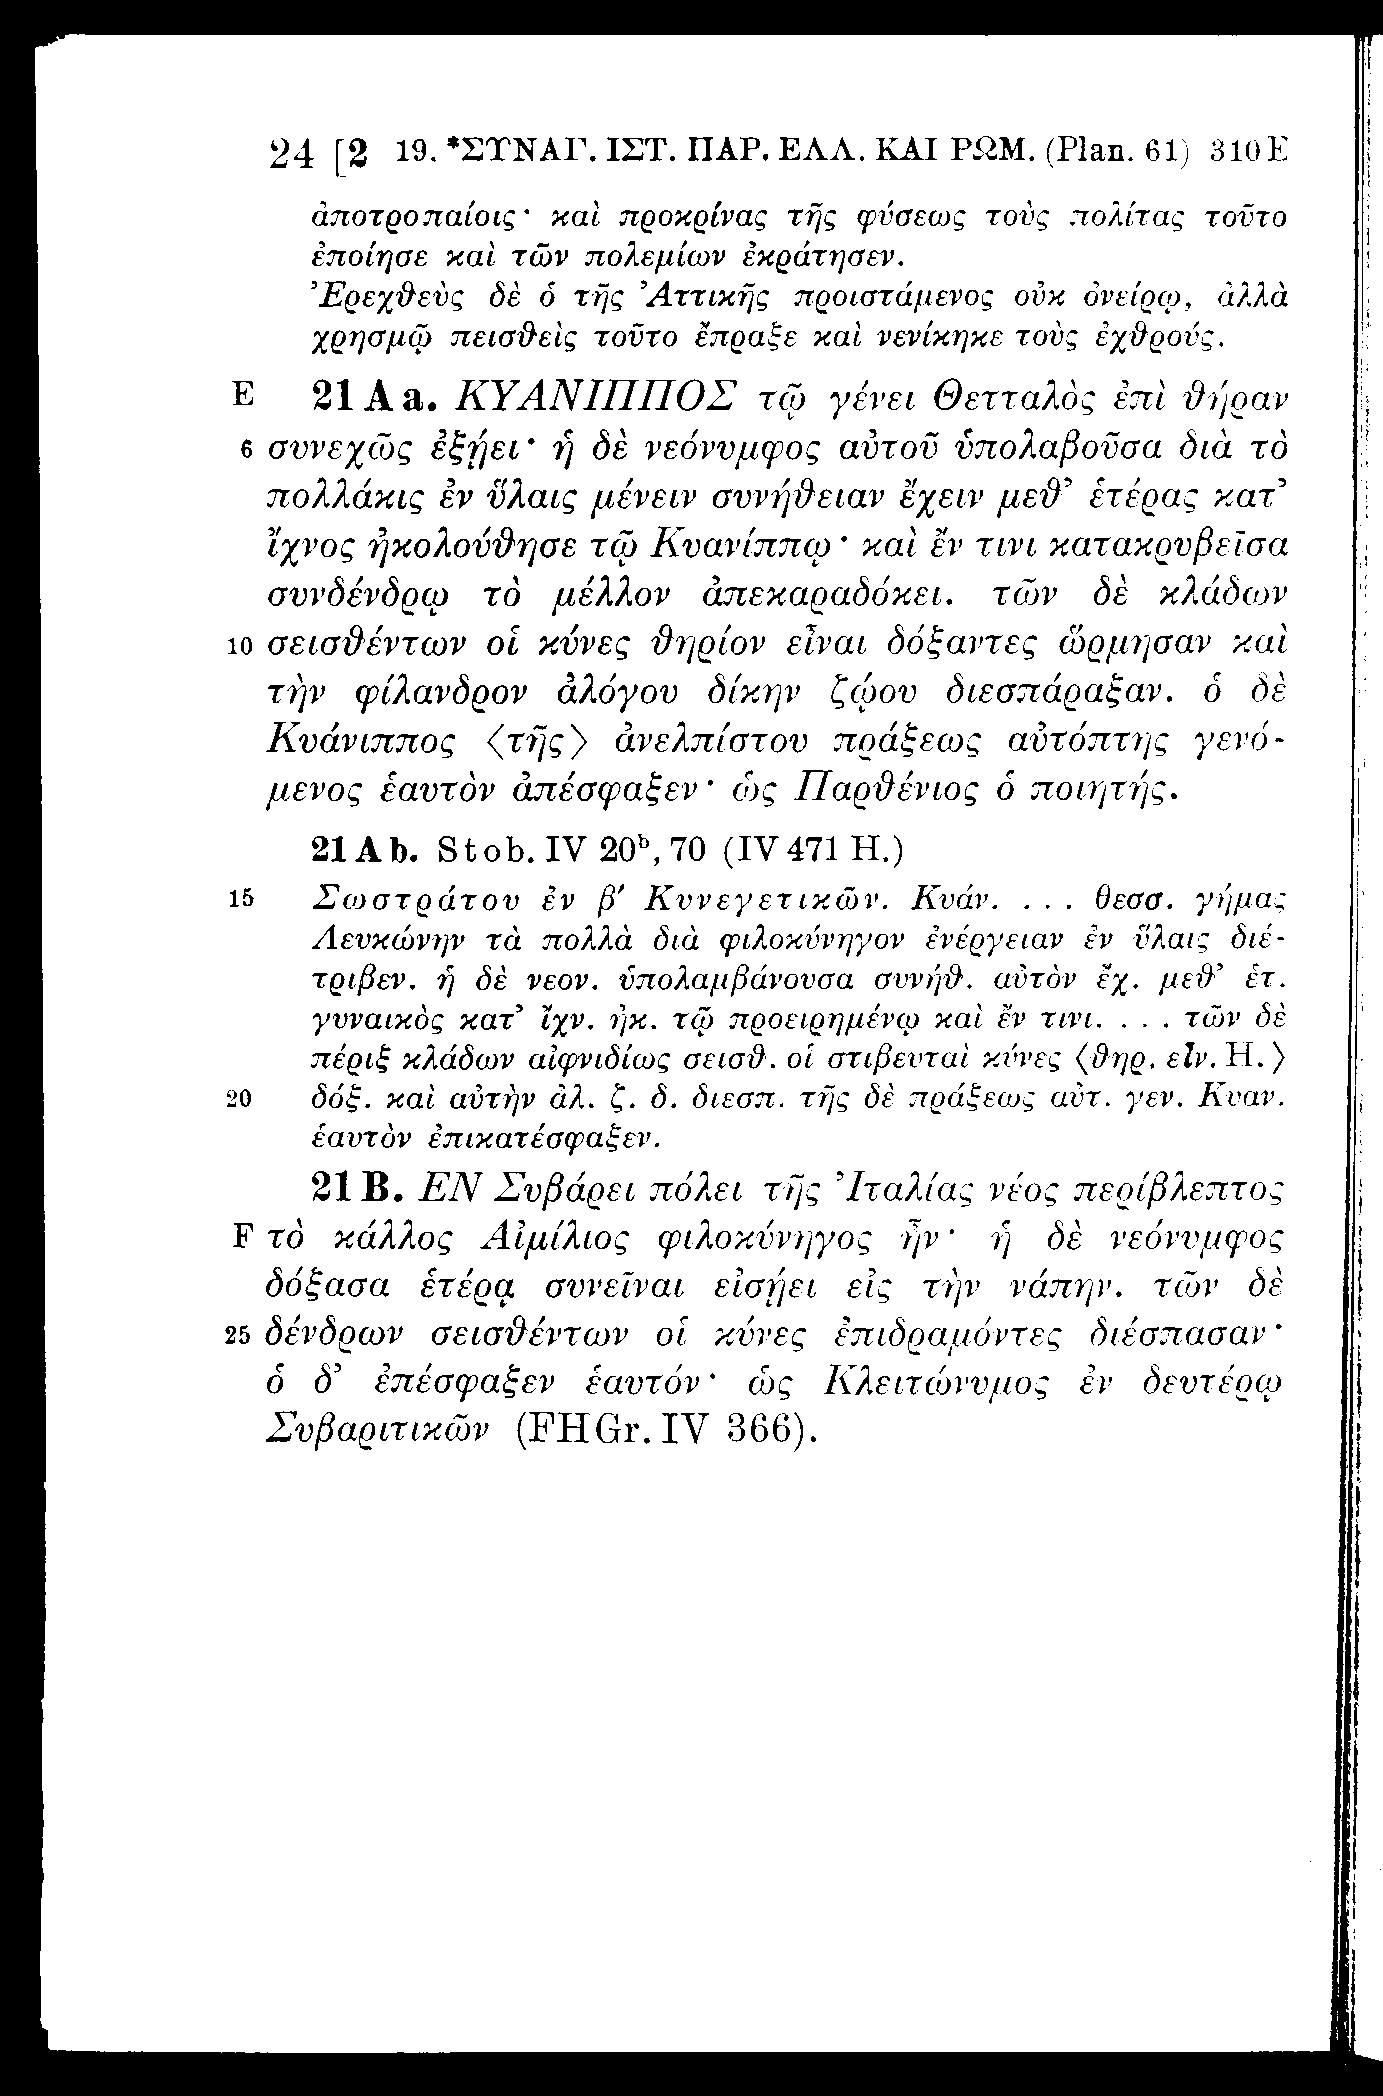 24 [2 19. *ΣΥΝΑΓ. ΙΣΤ. ΠΑΡ. ΕΛΛ. ΚΑΙ ΡΩΜ. (Plan. 61) 310 E
ἀποτροπαίοις· καὶ προκρίνας τῆς φύσεως τοὺς πολίτας τοῦτο
ἐποίησε καὶ τῶν πολεμίων ἐκράτησεν.
Ἐρεχθεὺς δὲ ὁ τῆς Ἀττικῆς προιστάμενος οὐκ ὀνείρῳ, ἀλλὰ
χρησμῷ πεισθεὶς τοῦτο ἔπραξε καὶ νενίκηκε τοὺς ἐχθρούς.
E 21 A a. ΚΥΑΝΙΠΠΟΣ τῷ γένει Θετταλὸς ἐπὶ θήραν
6 συνεχῶς ἐξῄει· ἡ δὲ νεόνυμφος αὐτοῦ ὑπολαβοῦσα διὰ τὸ
πολλάκις ἐν ὕλαις μένειν συνήθειαν ἔχειν μεθ’ ἑτέρας κατ’
ἴχνος ἠκολούθησε τῷ Κυανίππῳ· καὶ ἔν τινι κατακρυβεῖσα
συνδένδρῳ τὸ μέλλον ἀπεκαραδόκει. τῶν δὲ κλάδων
10 σεισθέντων οἱ κύνες θηρίον εἶναι δόξαντες ὥρμησαν καὶ
τὴν φίλανδρον ἀλόγου δίκην ζῴου διεσπάραξαν. ὁ δὲ
Κυάνιππος ⟨τῆς⟩ ἀνελπίστου πράξεως αὐτόπτης γενό-
μενος ἑαυτὸν ἀπέσφαξεν· ὡς Παρθένιος ὁ ποιητής.
21 A b. Stob. IV 20ᵇ, 70 (IV 471 H.)
15 Σωστράτου ἐν β′ Κυνεγετικῶν. Κυάν. . . . θεσσ. γήμας
Λευκώνην τὰ πολλὰ διὰ φιλοκύνηγον ἐνέργειαν ἐν ὕλαις διέ-
τριβεν. ἡ δὲ νεον. ὑπολαμβάνουσα συνήθ. αὐτὸν ἔχ. μεθ’ ἑτ.
γυναικὸς κατ’ ἴχν. ἠκ. τῷ προειρημένῳ καὶ ἔν τινι. . . . τῶν δὲ
πέριξ κλάδων αἰφνιδίως σεισθ. οἱ στιβευταὶ κύνες ⟨θηρ. εἶν. H.⟩
20 δόξ. καὶ αὐτὴν ἀλ. ζ. δ. διεσπ. τῆς δὲ πράξεως αὐτ. γεν. Κυαν.
ἑαυτὸν ἐπικατέσφαξεν.
21 B. ΕΝ Συβάρει πόλει τῆς Ἰταλίας νέος περίβλεπτος
F τὸ κάλλος Αἰμίλιος φιλοκύνηγος ἦν· ἡ δὲ νεόνυμφος
δόξασα ἑτέρᾳ συνεῖναι εἰσῄει εἰς τὴν νάπην. τῶν δὲ
25 δένδρων σεισθέντων οἱ κύνες ἐπιδραμόντες διέσπασαν·
ὁ δ’ ἐπέσφαξεν ἑαυτόν· ὡς Κλειτώνυμος ἐν δευτέρῳ
Συβαριτικῶν (FHGr. IV 366).